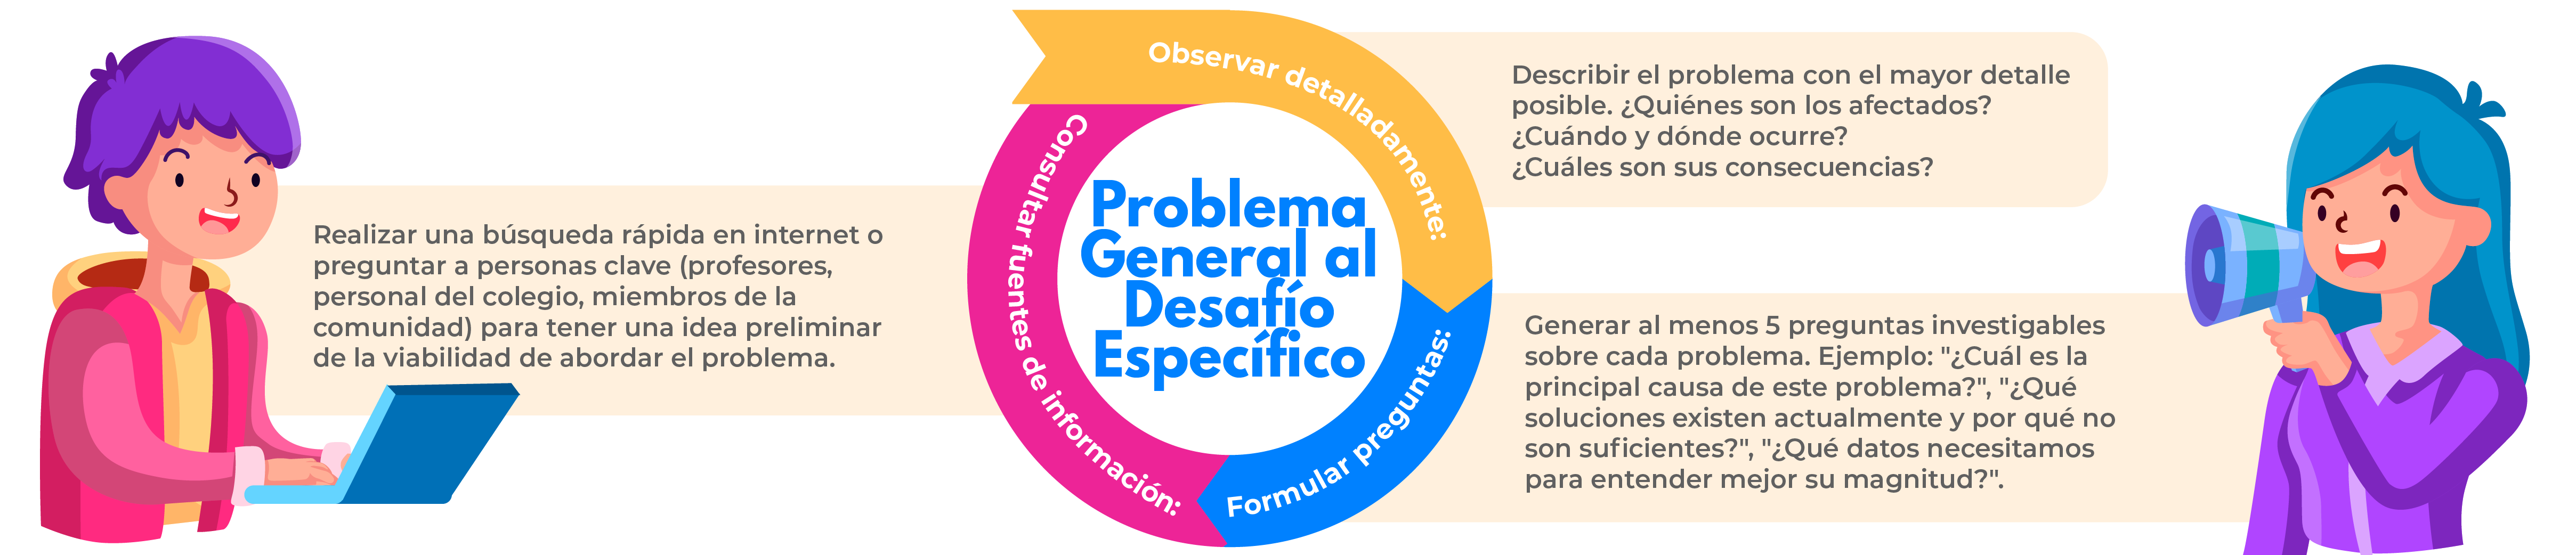 Problema
General al
Desafío
Específico
Observar detalladamente:
Describir el problema con el mayor detalle
posible. ¿Quiénes son los afectados?
¿Cuándo y dónde ocurre?
¿Cuáles son sus consecuencias?
Formular preguntas:
Generar al menos 5 preguntas investigables
sobre cada problema. Ejemplo: "¿Cuál es la
principal causa de este problema?", "¿Qué
soluciones existen actualmente y por qué no
son suficientes?", "¿Qué datos necesitamos
para entender mejor su magnitud?".
Consultar fuentes de información:
Realizar una búsqueda rápida en internet o
preguntar a personas clave (profesores,
personal del colegio, miembros de la
comunidad) para tener una idea preliminar
de la viabilidad de abordar el problema.